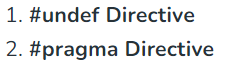 1. #undef Directive
2. #pragma Directive